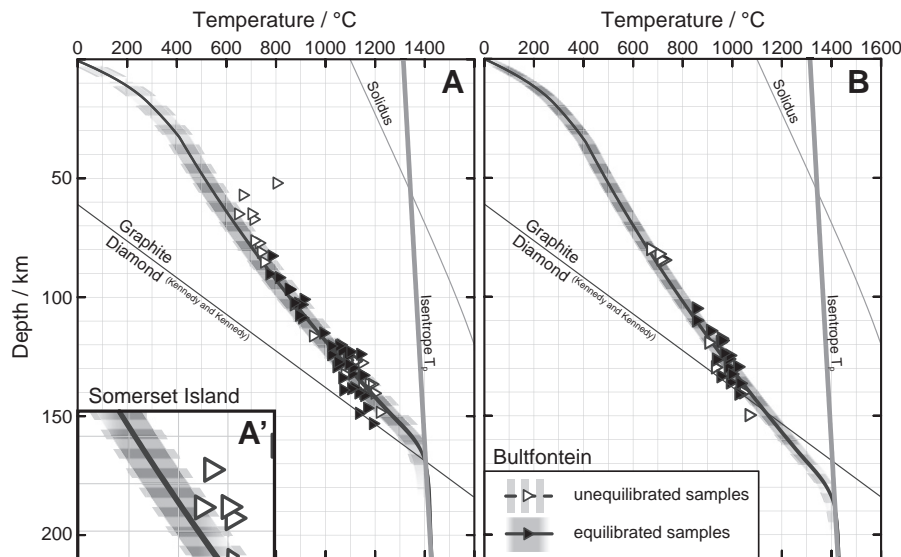 Temperature / °C
Temperature / °C
0 200 400 600 800 1000 1200 1400
0 200 400 600 800 1000 1200 1400 1600
A
B
Solidus
Solidus
50
Graphite
Diamond (Kennedy and Kennedy)
Graphite
Diamond (Kennedy and Kennedy)
100
Depth / km
Isentrope Tp
Isentrope Tp
Somerset Island
150
A'
Bultfontein
unequilibrated samples
equilibrated samples
200